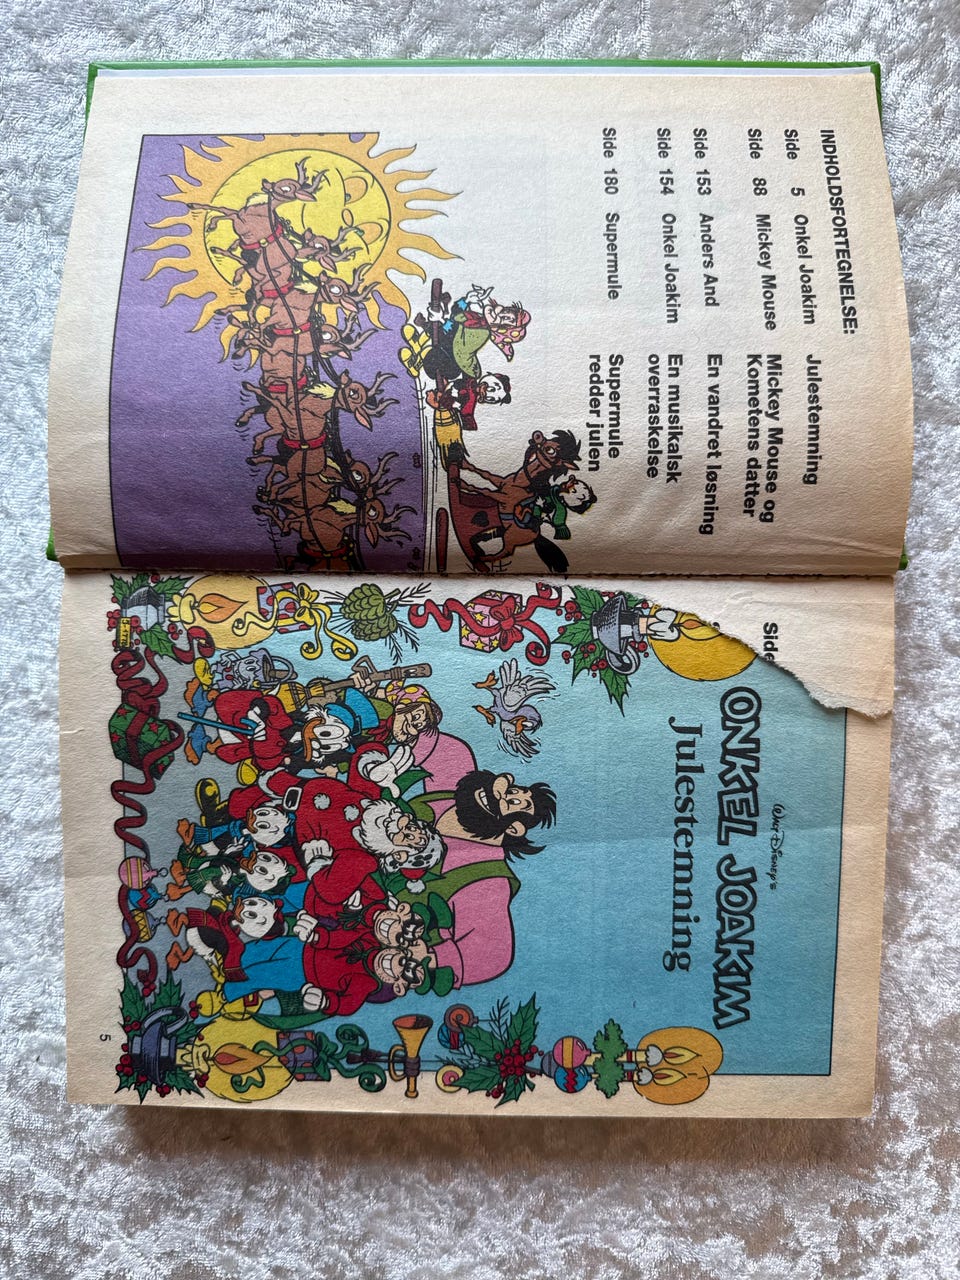 INDHOLDSFORTEGNELSE:
Side 5 Onkel Joakim Julestemning
Side 88 Mickey Mouse Mickey Mouse og
Kometens datter
Side 153 Anders And En vandret løsning
Side 154 Onkel Joakim En musikalsk
overraskelse
Side 180 Supermule Supermule
redder julen
Side
WALT DISNEY'S
ONKEL JOAKIM
Julestemning
5